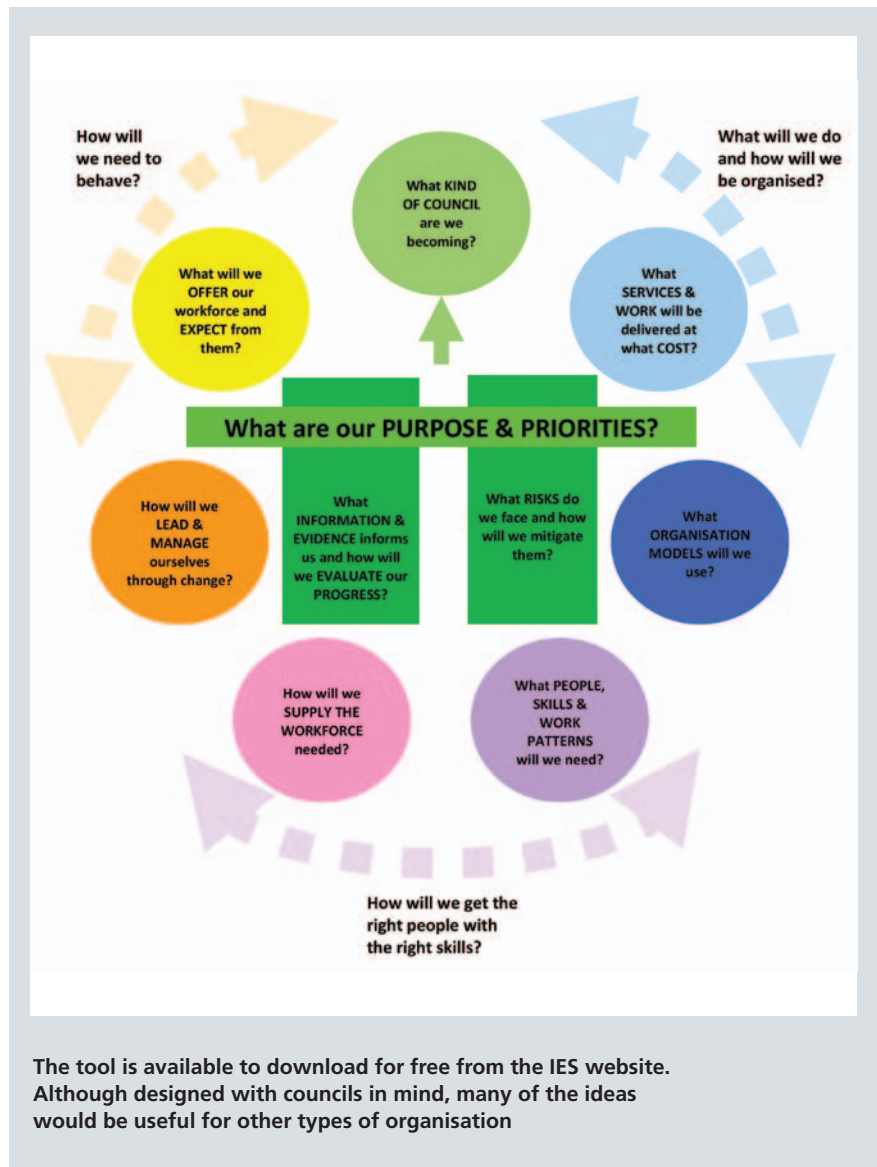 How will
we need to
behave?
What will we do
and how will we
be organised?
What KIND
OF COUNCIL
are we
becoming?
What will we
OFFER our
workforce and
EXPECT from
them?
What
SERVICES &
WORK will be
delivered at
what COST?
What are our PURPOSE & PRIORITIES?
How will we
LEAD &
MANAGE
ourselves
through change?
What
INFORMATION &
EVIDENCE informs
us and how will
we EVALUATE our
PROGRESS?
What RISKS do
we face and how
will we mitigate
them?
What
ORGANISATION
MODELS will we
use?
How will we
SUPPLY THE
WORKFORCE
needed?
What PEOPLE,
SKILLS &
WORK
PATTERNS
will we need?
How will we get the
right people with
the right skills?
The tool is available to download for free from the IES website.
Although designed with councils in mind, many of the ideas
would be useful for other types of organisation